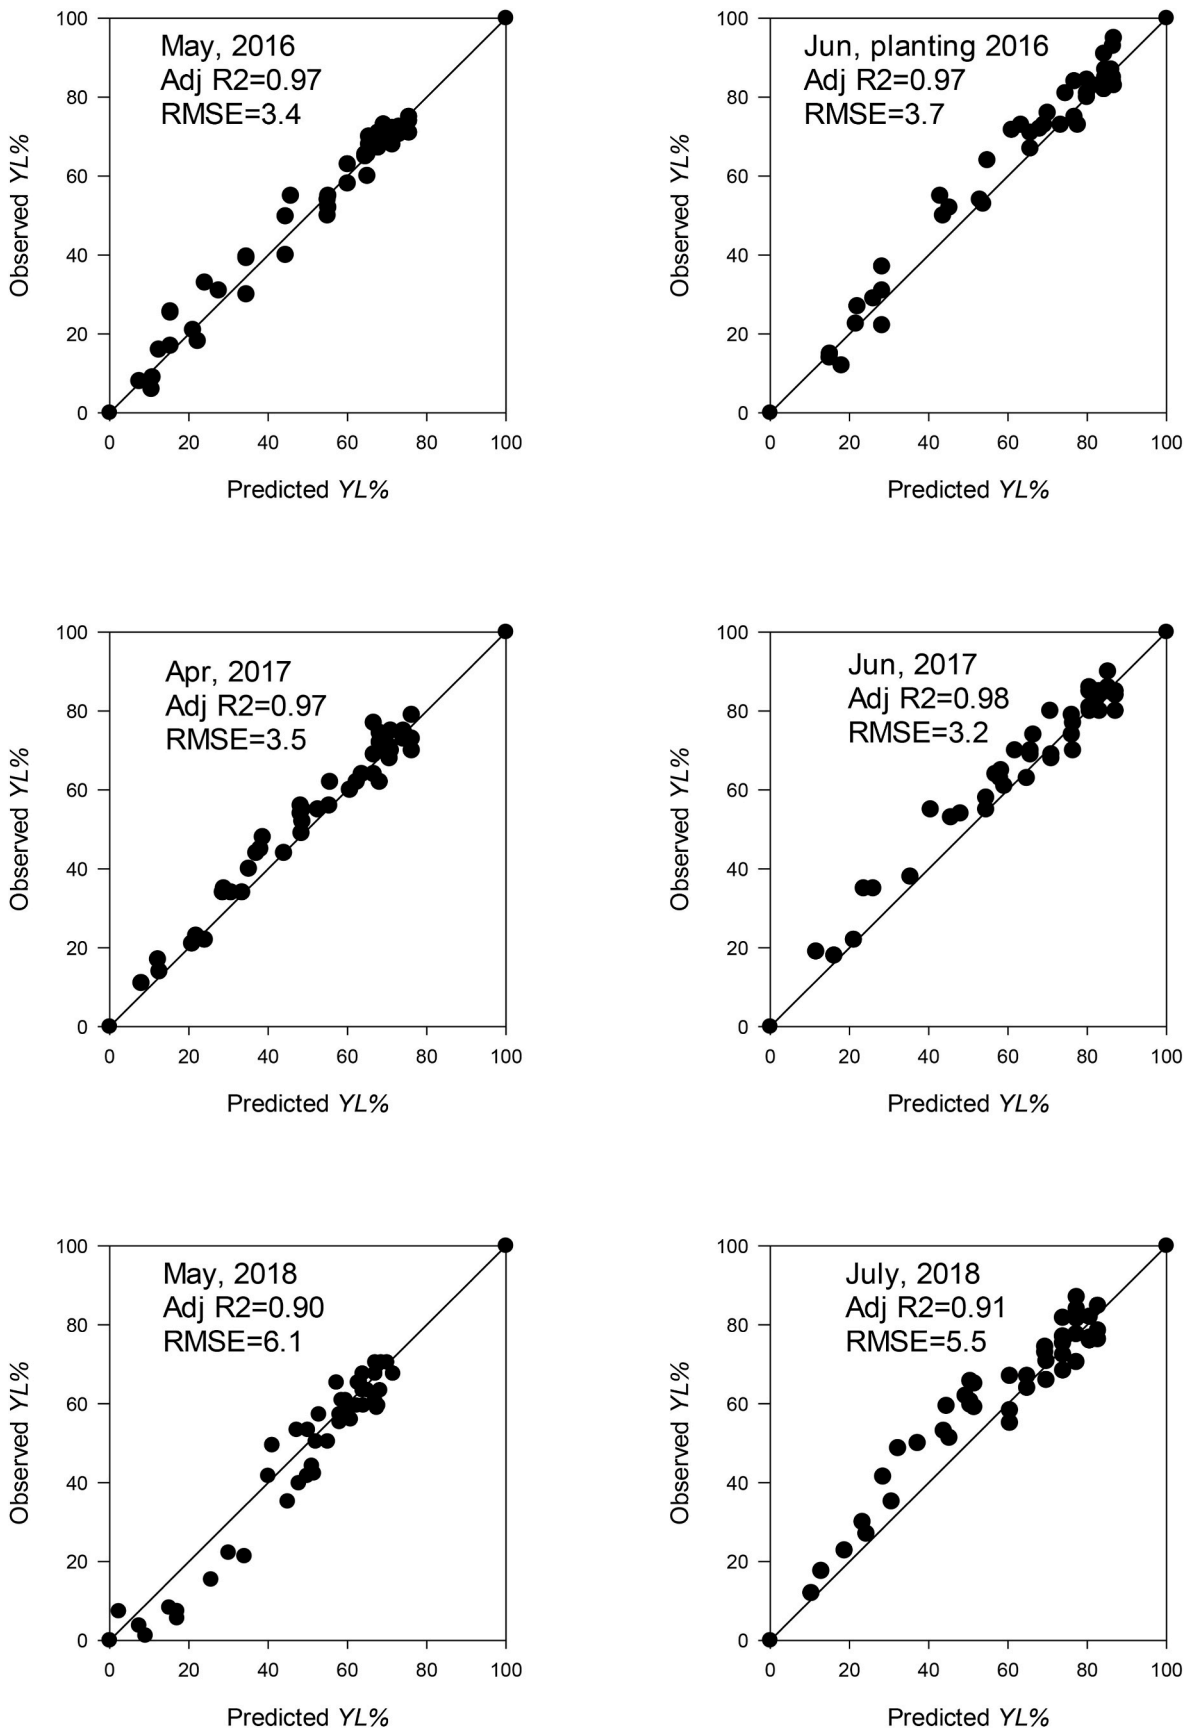 100
May, 2016
Adj R2=0.97
RMSE=3.4
80
60
40
20
0
Observed YL%
0 20 40 60 80 100
Predicted YL%
100
Jun, planting 2016
Adj R2=0.97
RMSE=3.7
80
60
40
20
0
Observed YL%
0 20 40 60 80 100
Predicted YL%
100
Apr, 2017
Adj R2=0.97
RMSE=3.5
80
60
40
20
0
Observed YL%
0 20 40 60 80 100
Predicted YL%
100
Jun, 2017
Adj R2=0.98
RMSE=3.2
80
60
40
20
0
Observed YL%
0 20 40 60 80 100
Predicted YL%
100
May, 2018
Adj R2=0.90
RMSE=6.1
80
60
40
20
0
Observed YL%
0 20 40 60 80 100
Predicted YL%
100
July, 2018
Adj R2=0.91
RMSE=5.5
80
60
40
20
0
Observed YL%
0 20 40 60 80 100
Predicted YL%